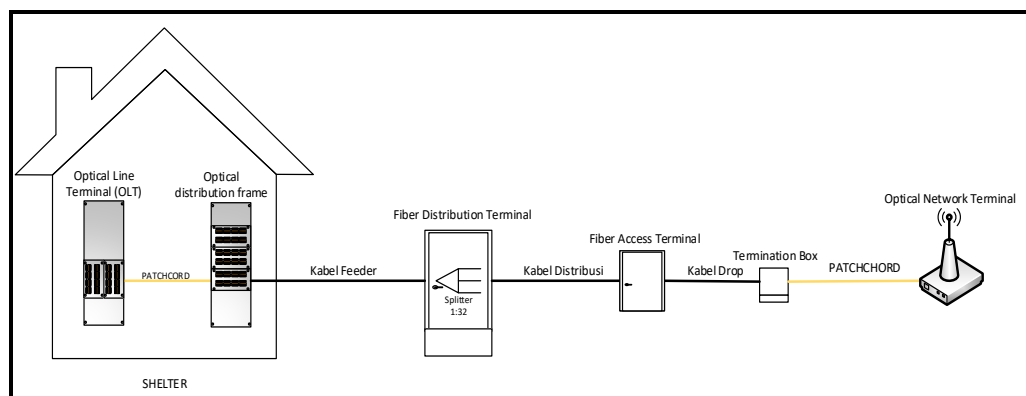 Optical Line
Terminal (OLT)
Optical
distribution frame
PATCHCORD
Kabel Feeder
Fiber Distribution Terminal
Splitter
1:32
Kabel Distribusi
Fiber Access Terminal
Kabel Drop
Termination Box
PATCHCHORD
Optical Network Terminal
SHELTER